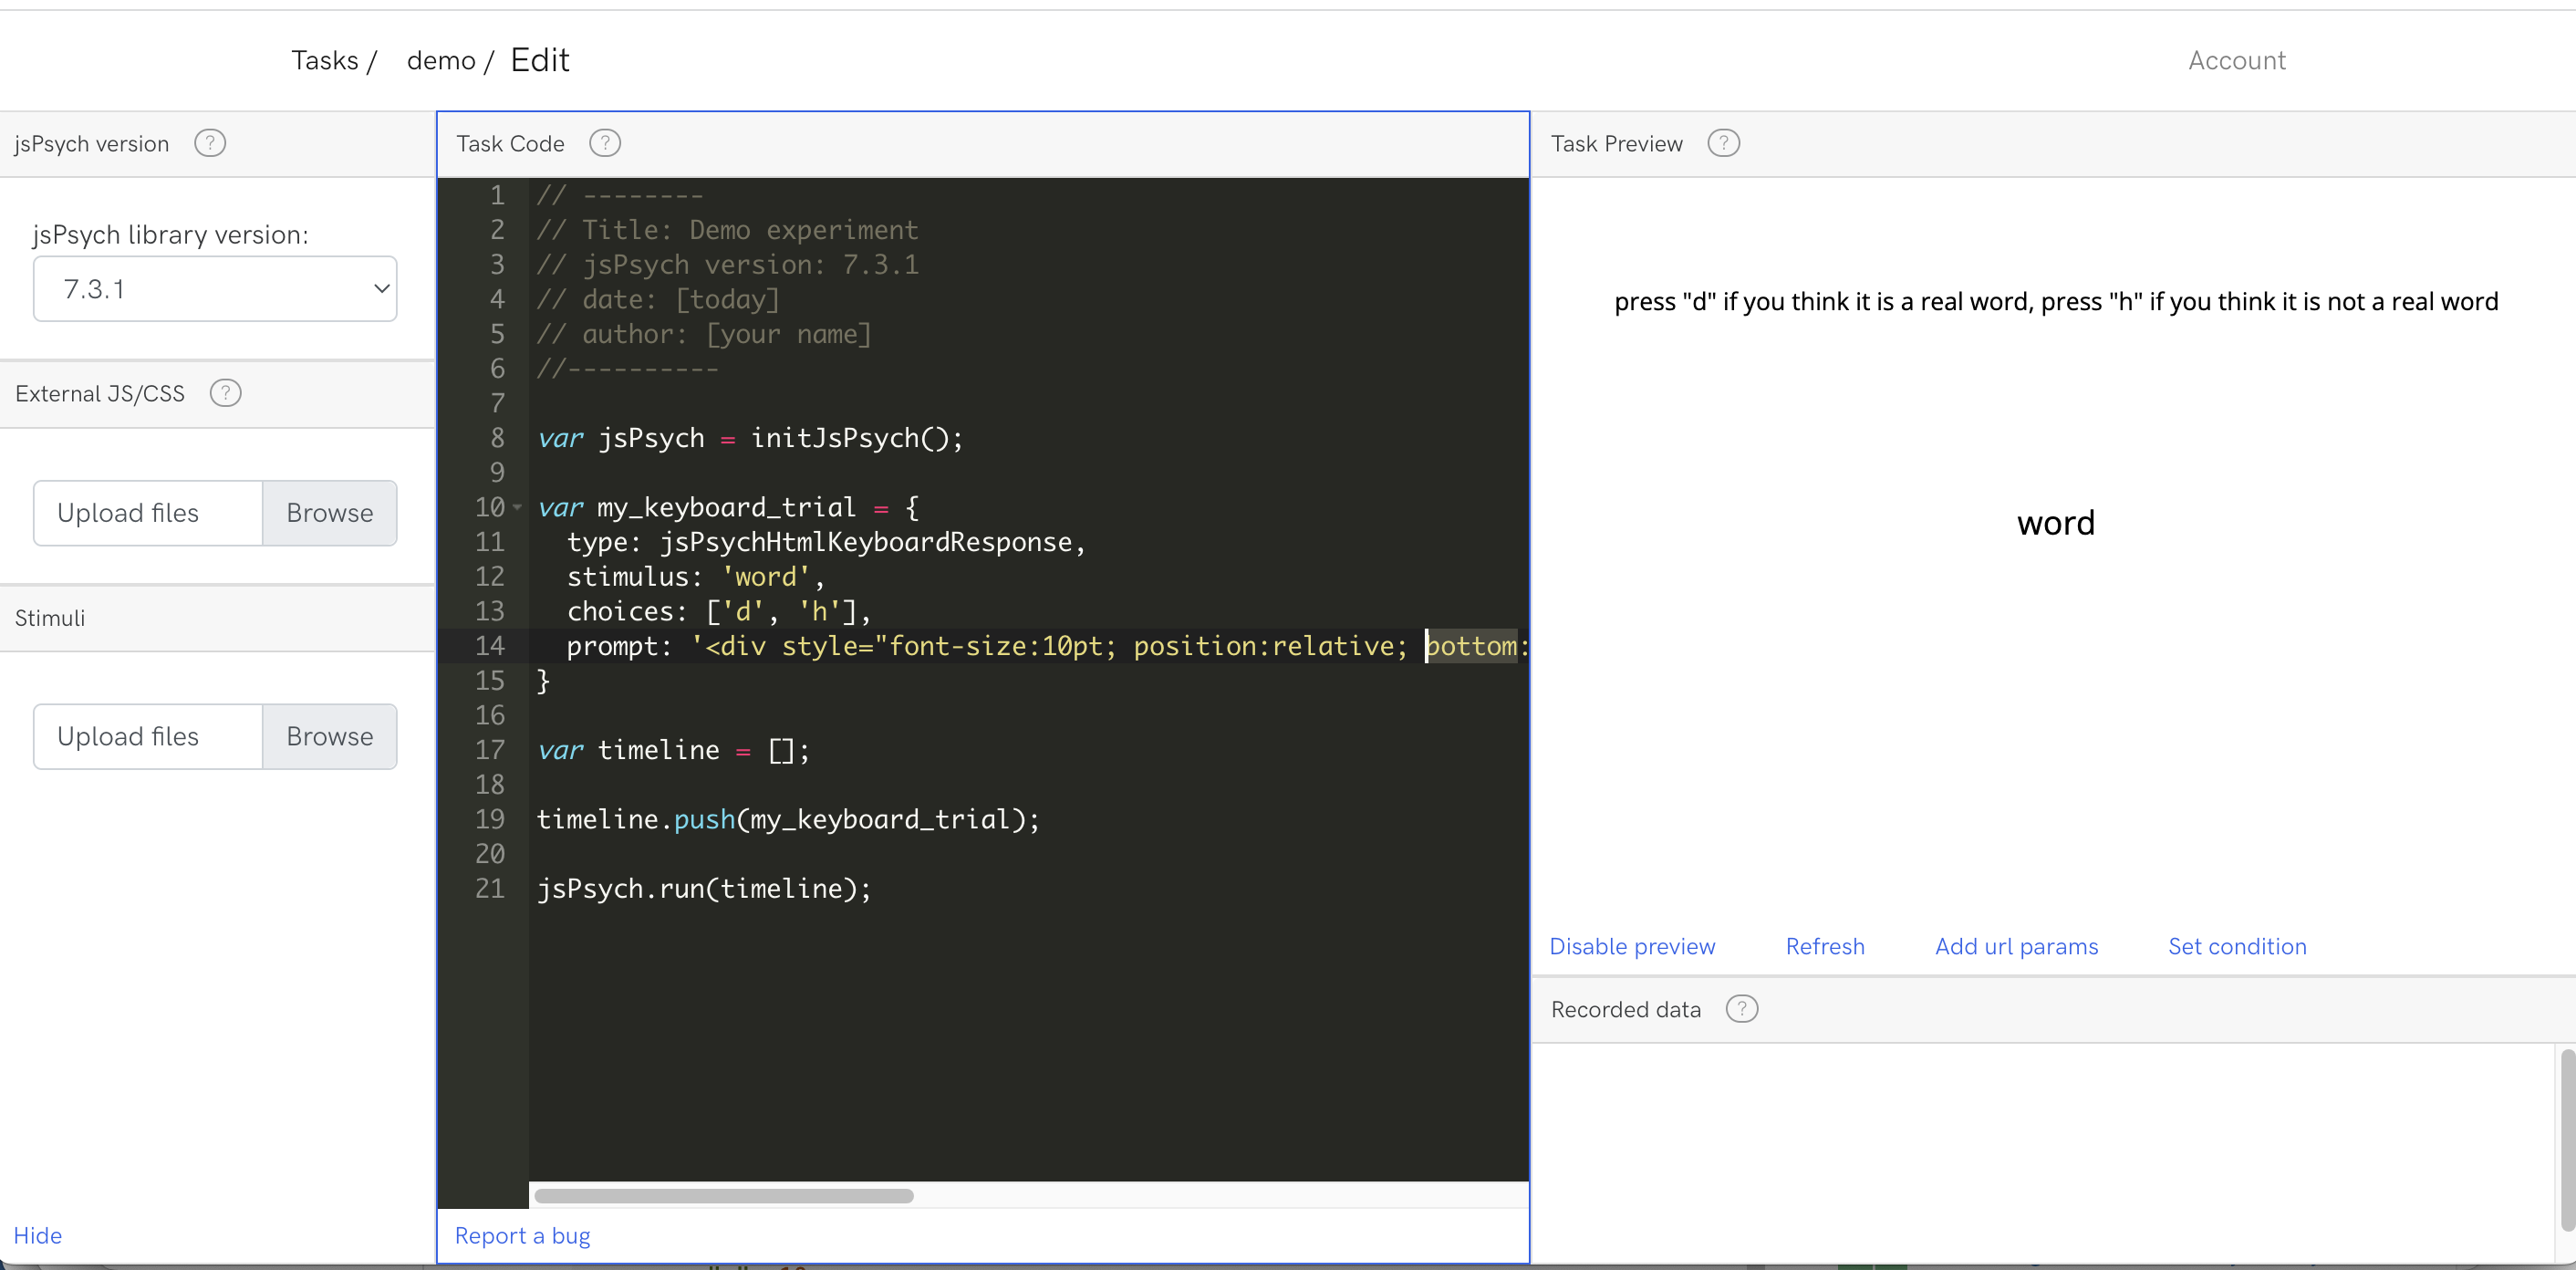 Tasks / demo / Edit
Account
jsPsych version ?
jsPsych library version:
7.3.1
External JS/CSS ?
Upload files Browse
Stimuli
Upload files Browse
Hide
Task Code ?
1 // --------
2 // Title: Demo experiment
3 // jsPsych version: 7.3.1
4 // date: [today]
5 // author: [your name]
6 //----------
7
8 var jsPsych = initJsPsych();
9
10 var my_keyboard_trial = {
11 type: jsPsychHtmlKeyboardResponse,
12 stimulus: 'word',
13 choices: ['d', 'h'],
14 prompt: '<div style="font-size:10pt; position:relative; bottom:
15 }
16
17 var timeline = [];
18
19 timeline.push(my_keyboard_trial);
20
21 jsPsych.run(timeline);
Report a bug
Task Preview ?
press "d" if you think it is a real word, press "h" if you think it is not a real word
word
Disable preview Refresh Add url params Set condition
Recorded data ?